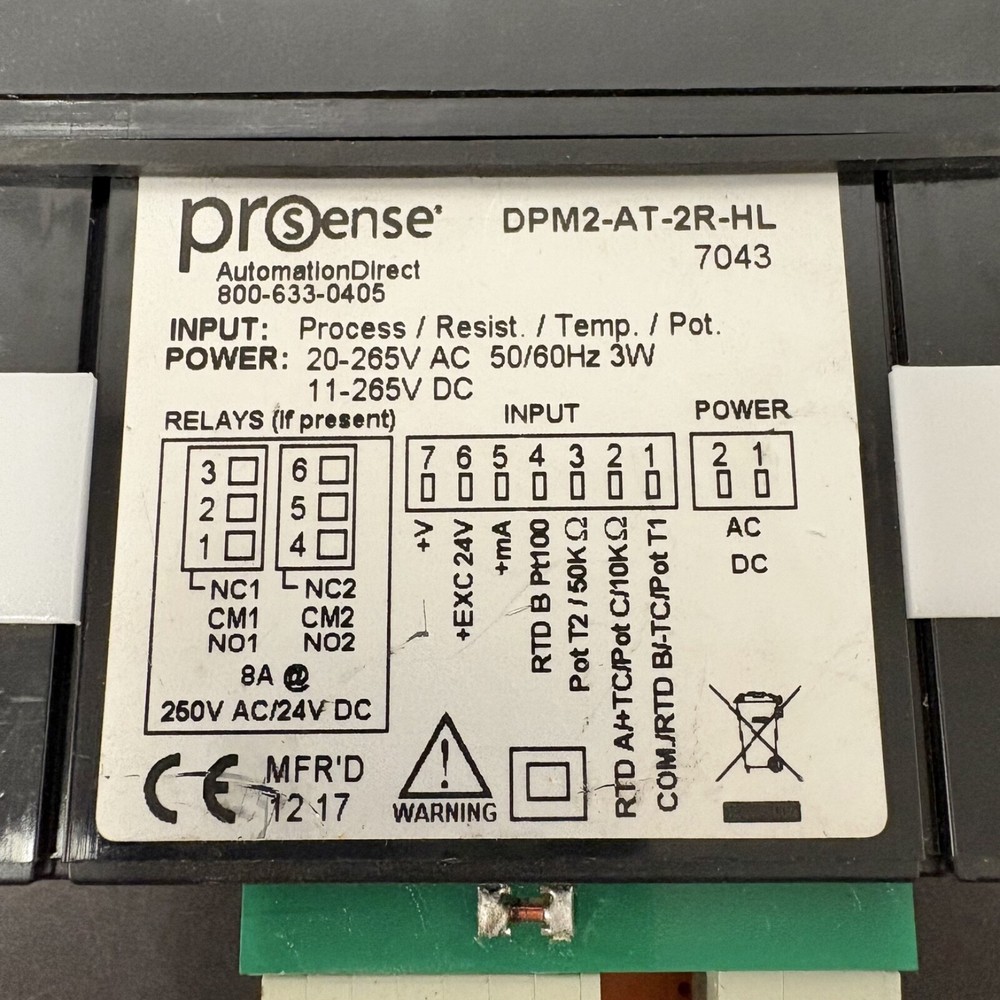 prosense®
DPM2-AT-2R-HL
7043
AutomationDirect
800-633-0405
INPUT: Process / Resist. / Temp. / Pot.
POWER: 20-265V AC 50/60Hz 3W
11-265V DC
RELAYS (If present)
INPUT
POWER
3 6
2 5
1 4
7 6 5 4 3 2 1
2 1
NC1 NC2
CM1 CM2
NO1 NO2
8A @
250V AC/24V DC
+V
+EXC 24V
+mA
RTD B Pt100
Pot T2 / 50K Ω
RTD A/+TC/Pot C/10KΩ
COM./RTD B/-TC/Pot T1
AC
DC
CE
MFR'D
12 17
WARNING